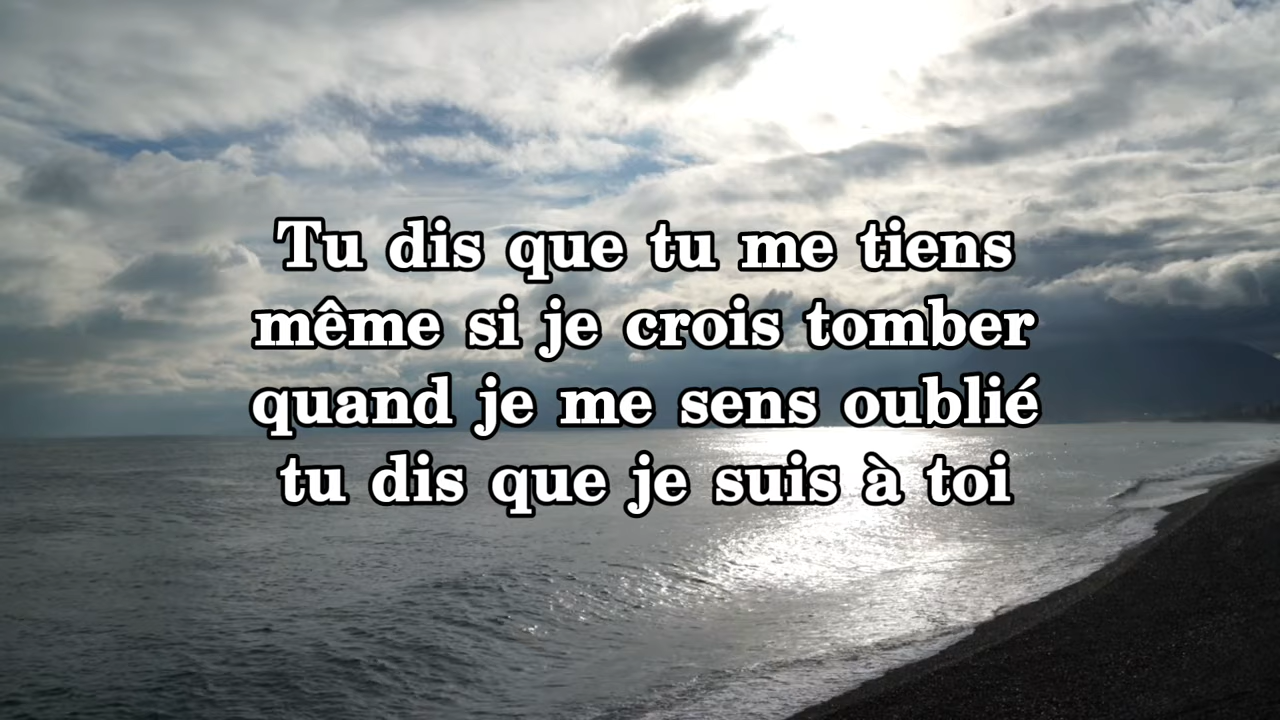 Tu dis que tu me tiens
même si je crois tomber
quand je me sens oublié
tu dis que je suis à toi